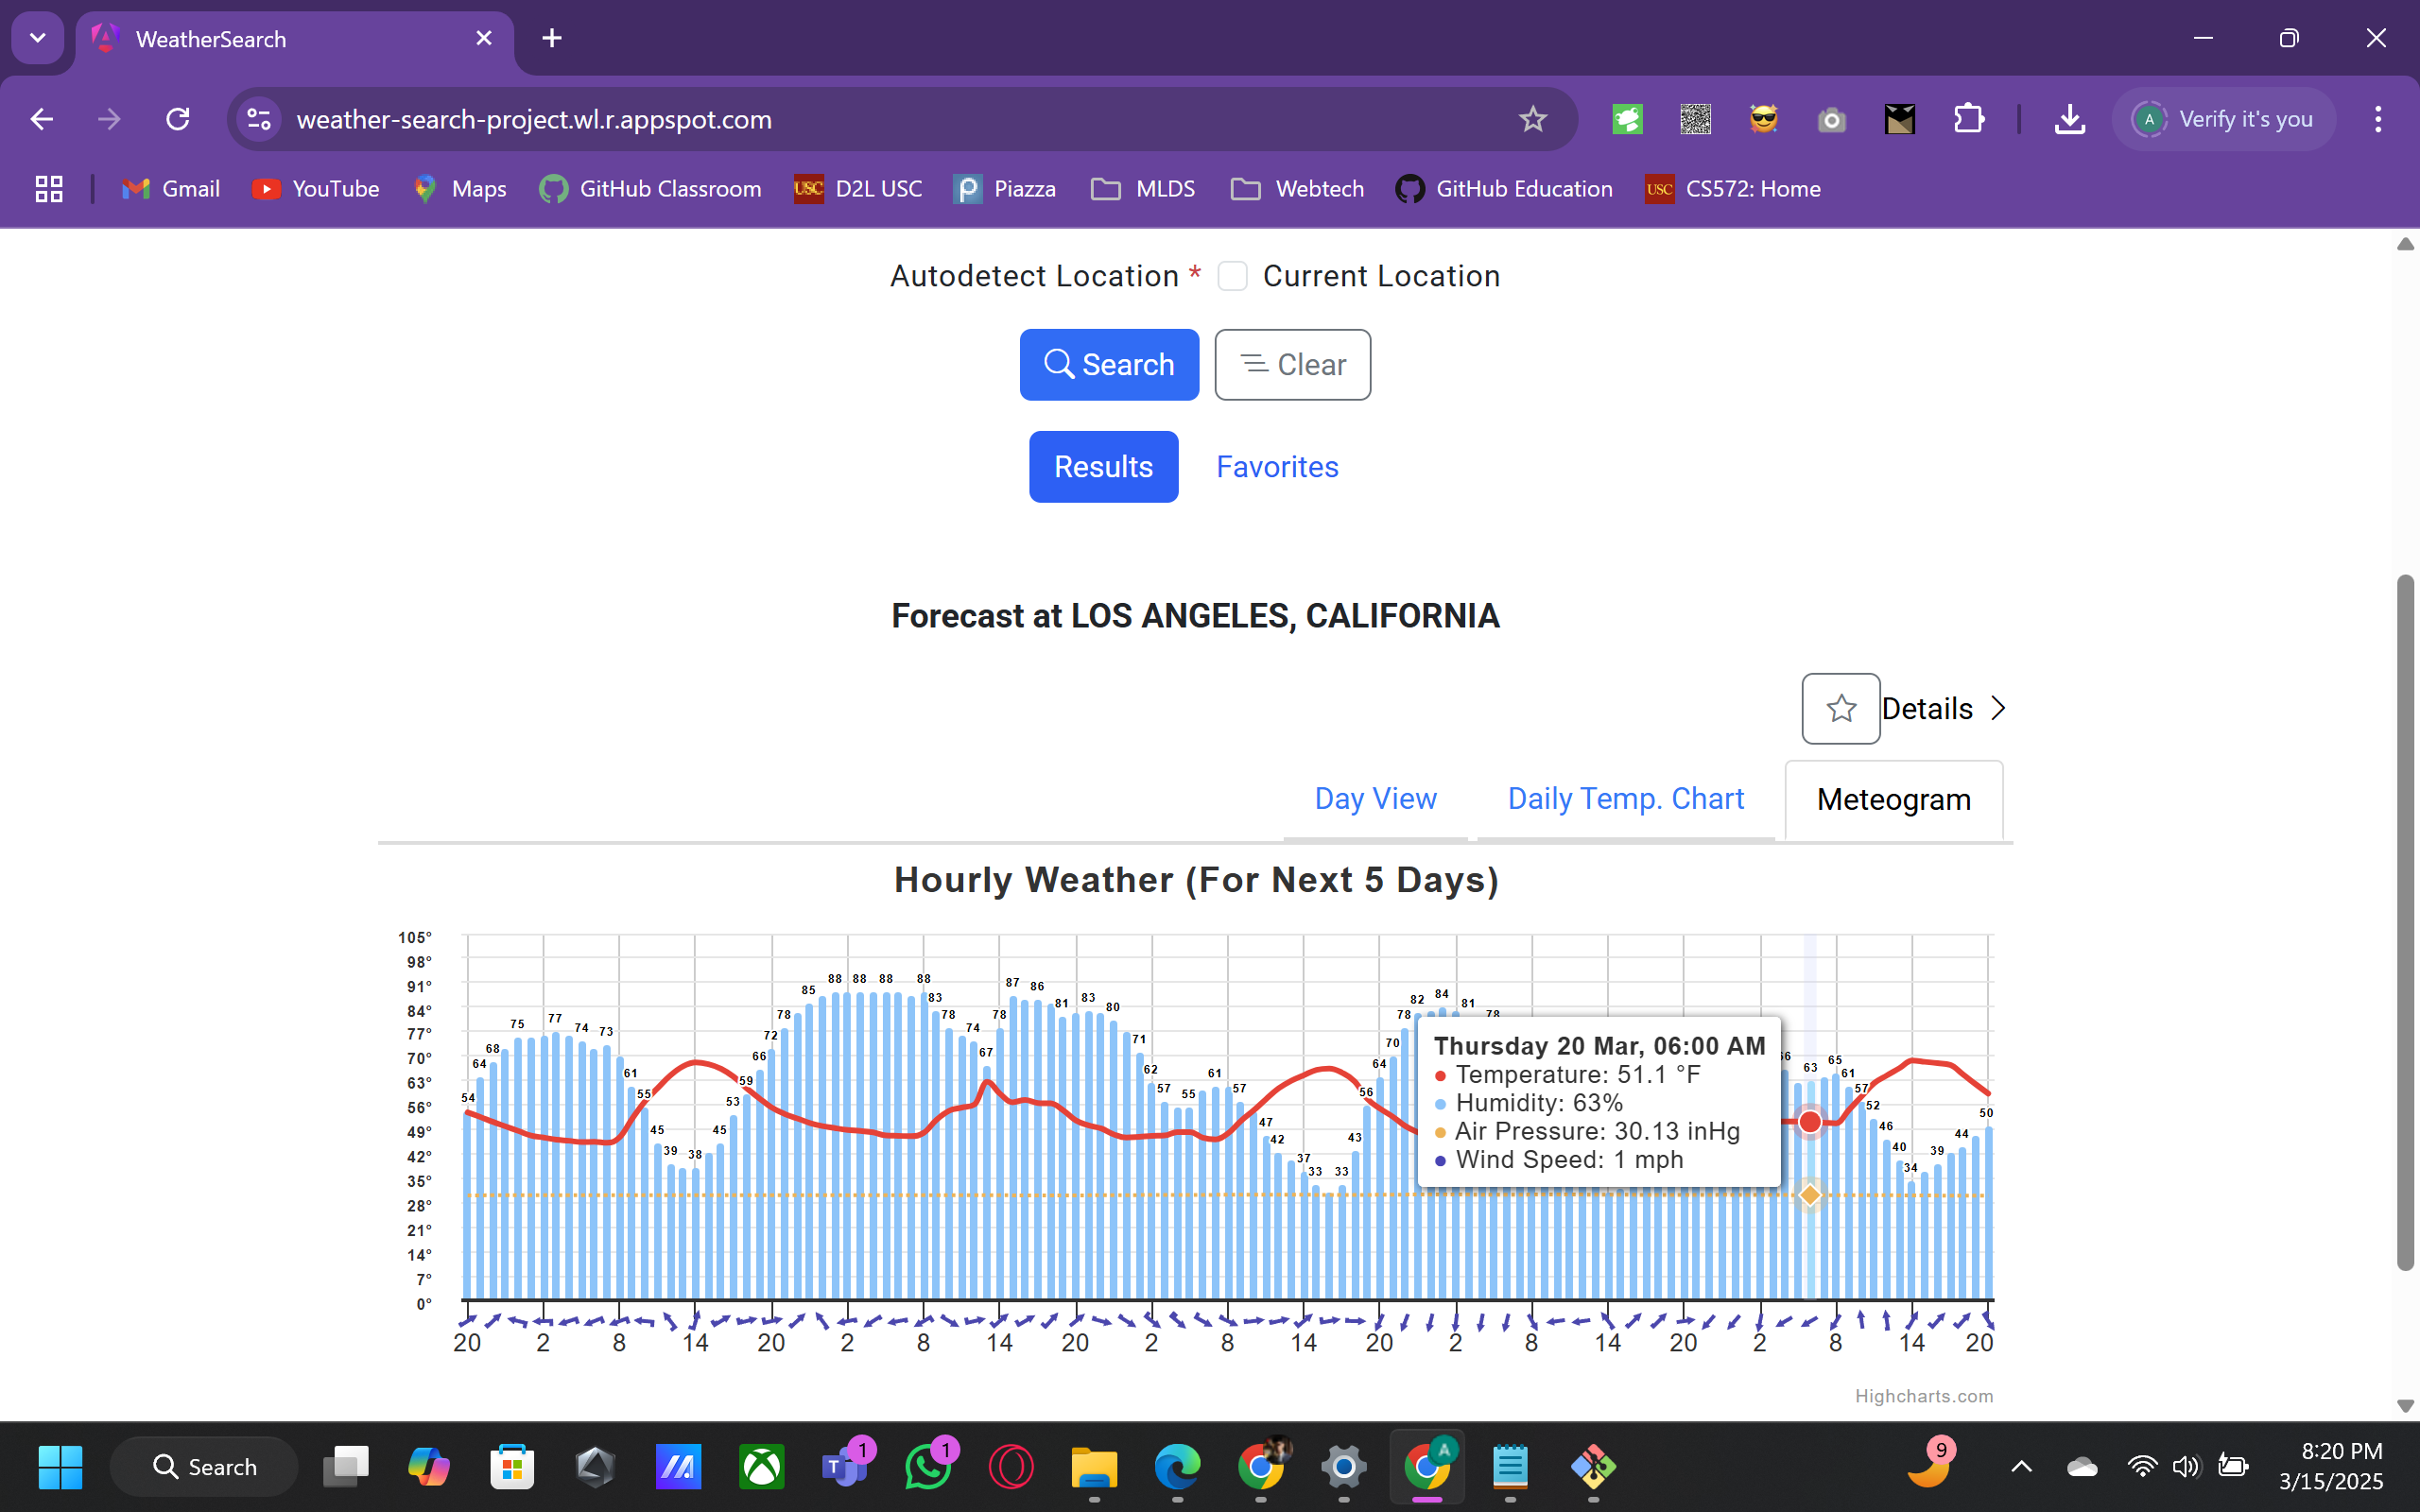 WeatherSearch
weather-search-project.wl.r.appspot.com
A Verify it's you
Gmail YouTube Maps GitHub Classroom USC D2L USC Piazza MLDS Webtech GitHub Education USC CS572: Home
Autodetect Location * Current Location
Search Clear
Results Favorites
Forecast at LOS ANGELES, CALIFORNIA
Details
Day View Daily Temp. Chart Meteogram
Hourly Weather (For Next 5 Days)
105°
98°
91°
84°
77°
70°
63°
56°
49°
42°
35°
28°
21°
14°
7°
0°
54 64 68 75 77 74 73 61 55 45 39 38 45 53 59 66 72 78 85 88 88 88 88 83 78 74 67 78 87 86 81 83 80 71 62 57 55 61 57 47 42 37 33 33 43 56 64 70 78 82 84 81 78 63 65 61 57 52 46 40 34 39 44 50
Thursday 20 Mar, 06:00 AM
Temperature: 51.1 °F
Humidity: 63%
Air Pressure: 30.13 inHg
Wind Speed: 1 mph
20 2 8 14 20 2 8 14 20 2 8 14 20 2 8 14 20 2 8 14 20
Highcharts.com
Search
T 1
1
A
9
8:20 PM
3/15/2025